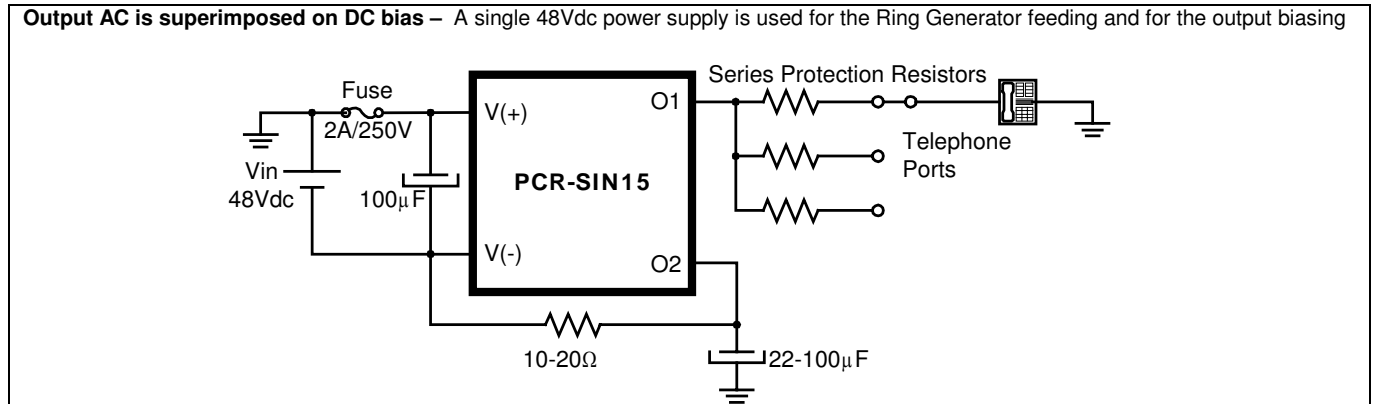 Output AC is superimposed on DC bias – A single 48Vdc power supply is used for the Ring Generator feeding and for the output biasing
Series Protection Resistors
Fuse
2A/250V
V(+)
O1
Telephone
Ports
Vin
48Vdc
100μF
PCR-SIN15
V(-)
O2
10-20Ω
22-100μF